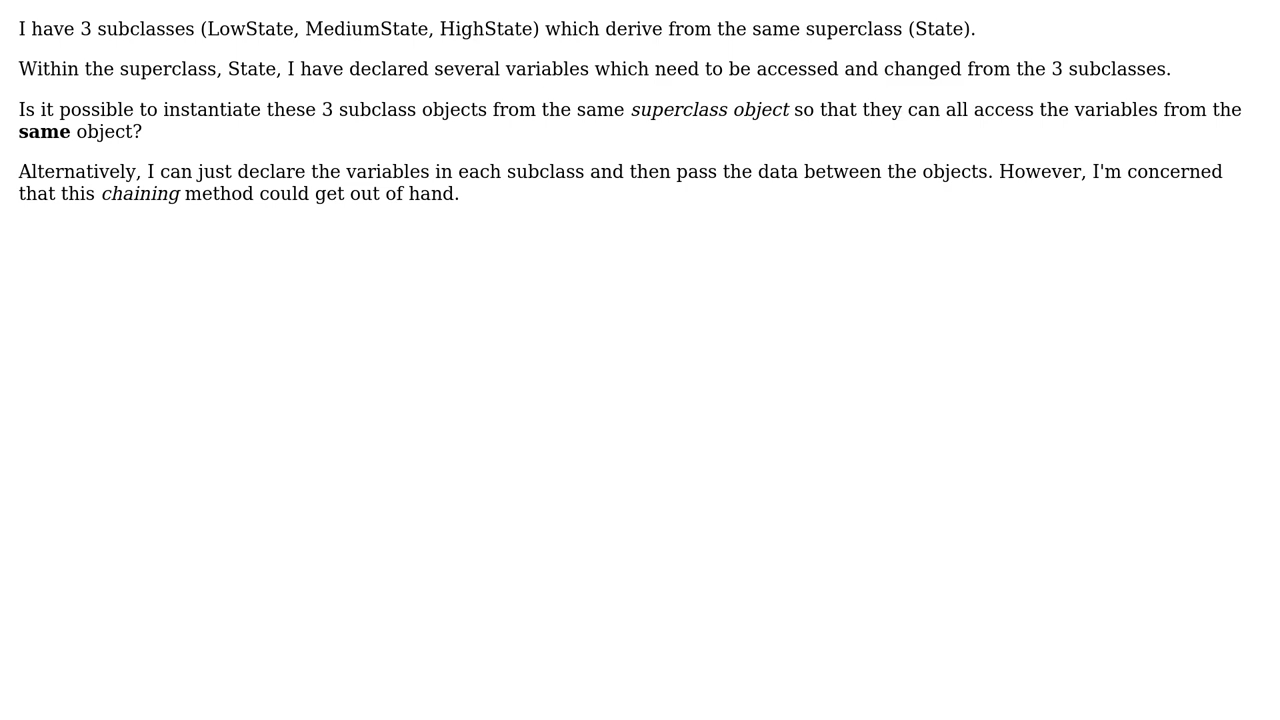 I have 3 subclasses (LowState, MediumState, HighState) which derive from the same superclass (State).
Within the superclass, State, I have declared several variables which need to be accessed and changed from the 3 subclasses.
Is it possible to instantiate these 3 subclass objects from the same superclass object so that they can all access the variables from the
same object?
Alternatively, I can just declare the variables in each subclass and then pass the data between the objects. However, I'm concerned
that this chaining method could get out of hand.